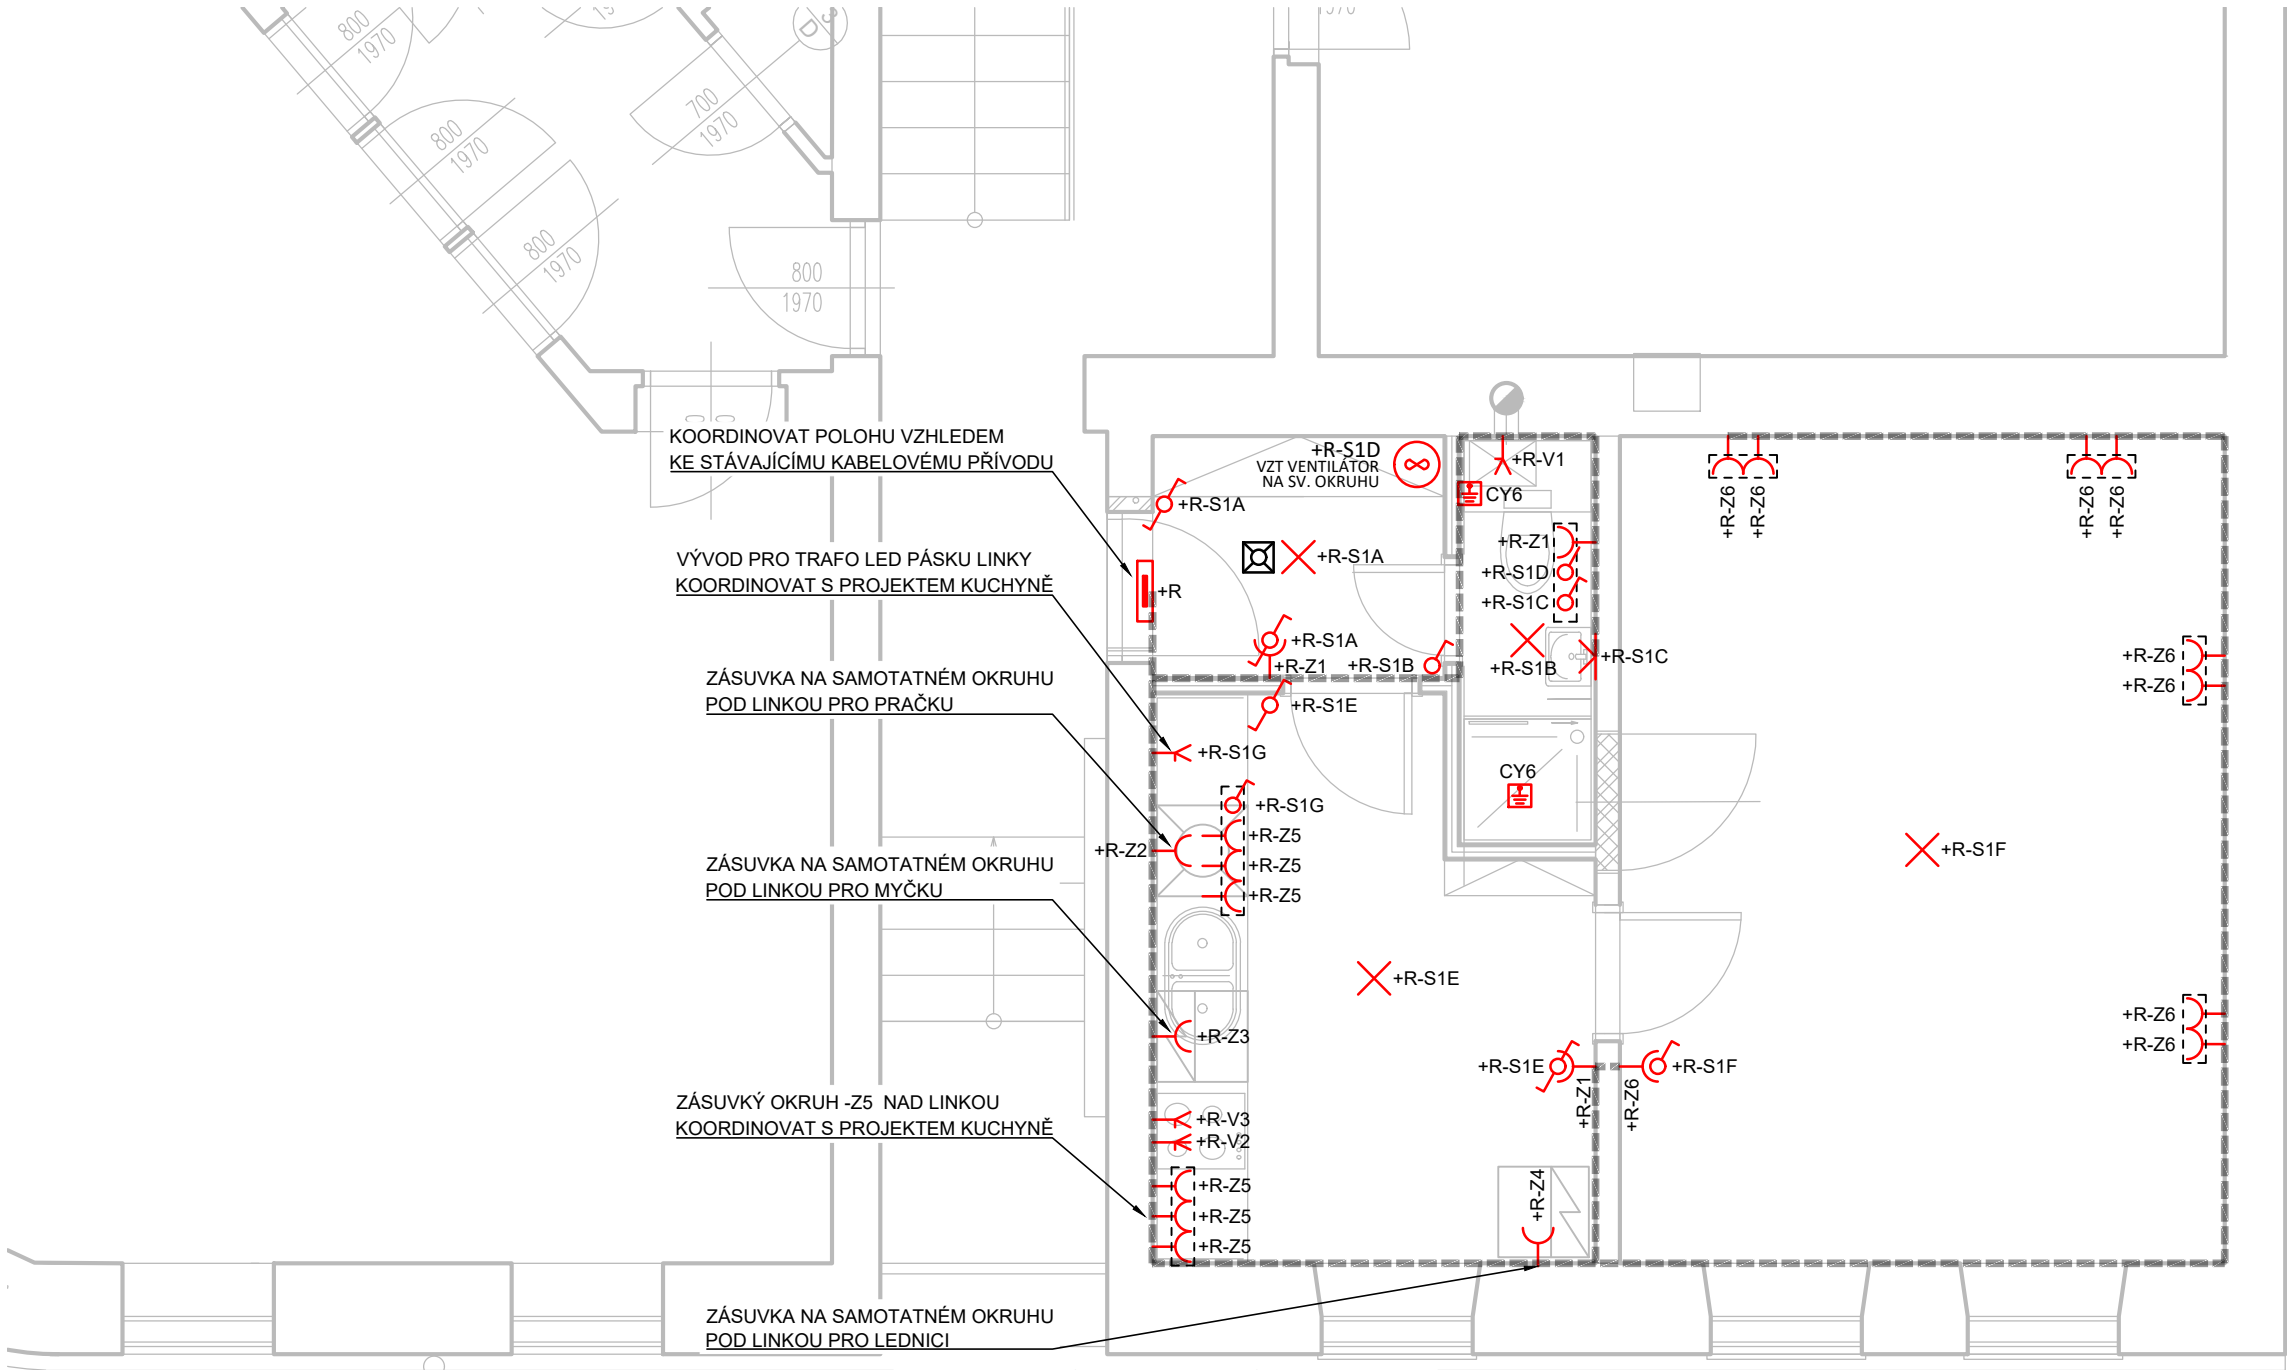 800
1970
800
1970
800
1970
700
1970
800
1970
D
KOORDINOVAT POLOHU VZHLEDEM
KE STÁVAJÍCÍMU KABELOVÉMU PŘÍVODU
VÝVOD PRO TRAFO LED PÁSKU LINKY
KOORDINOVAT S PROJEKTEM KUCHYNĚ
ZÁSUVKA NA SAMOTATNÉM OKRUHU
POD LINKOU PRO PRAČKU
ZÁSUVKA NA SAMOTATNÉM OKRUHU
POD LINKOU PRO MYČKU
ZÁSUVKÝ OKRUH -Z5 NAD LINKOU
KOORDINOVAT S PROJEKTEM KUCHYNĚ
ZÁSUVKA NA SAMOTATNÉM OKRUHU
POD LINKOU PRO LEDNICI
+R-S1D
VZT VENTILÁTOR
NA SV. OKRUHU
+R-S1A
+R-S1A
+R
+R-S1A
+R-Z1
+R-S1B
+R-V1
CY6
+R-Z1
+R-S1D
+R-S1C
+R-S1B
+R-S1C
CY6
+R-S1E
+R-S1G
+R-S1G
+R-Z2
+R-Z5
+R-Z5
+R-Z5
+R-S1E
+R-Z3
+R-V3
+R-V2
+R-Z5
+R-Z5
+R-Z5
+R-Z4
+R-S1E
+R-Z1
+R-Z6
+R-S1F
+R-S1F
+R-Z6
+R-Z6
+R-Z6
+R-Z6
+R-Z6
+R-Z6
+R-Z6
+R-Z6